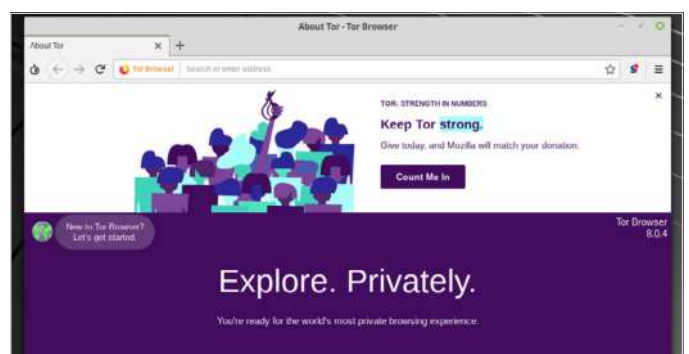 About Tor - Tor Browser
About Tor
Tor Browser
Search or enter address
TOR: STRENGTH IN NUMBERS
Keep Tor strong.
Give today, and Mozilla will match your donation.
Count Me In
New to Tor Browser?
Let's get started.
Tor Browser
8.0.4
Explore. Privately.
You're ready for the world's most private browsing experience.